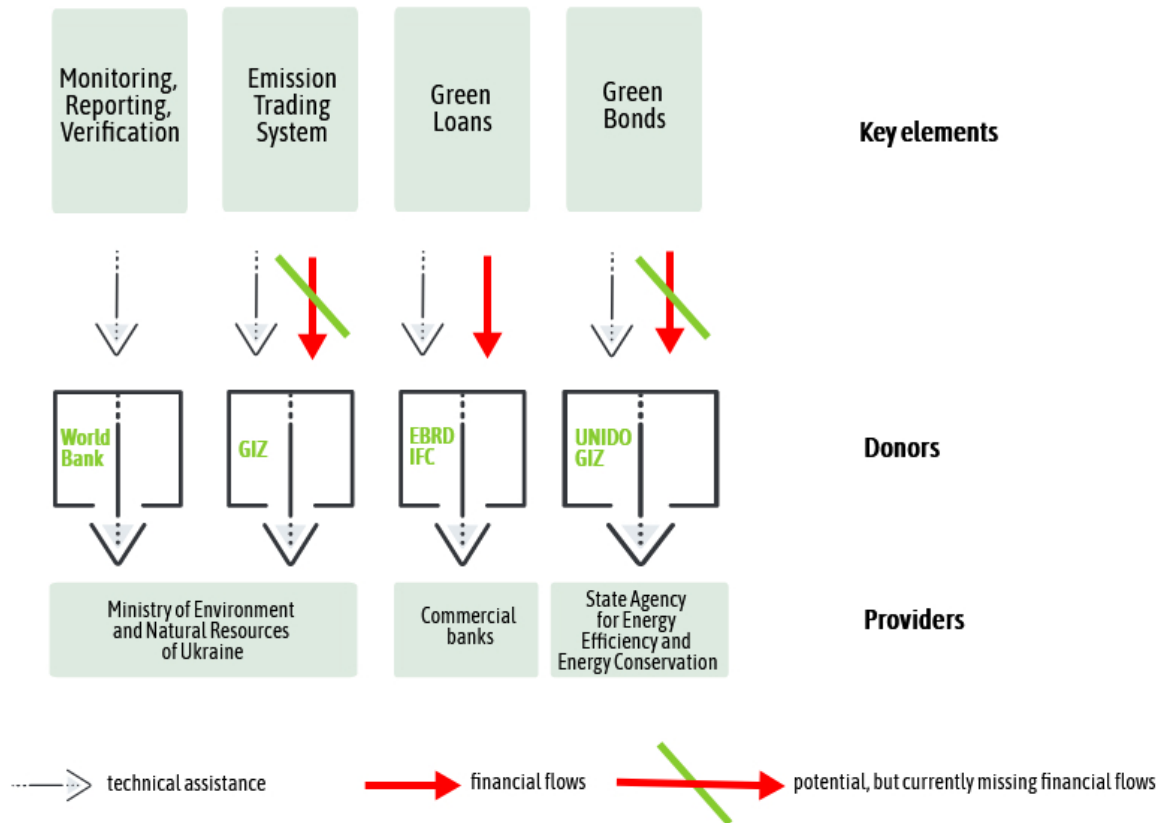 Monitoring,
Reporting,
Verification
Emission
Trading
System
Green
Loans
Green
Bonds
Key elements
World
Bank
GIZ
EBRD
IFC
UNIDO
GIZ
Donors
Ministry of Environment
and Natural Resources
of Ukraine
Commercial
banks
State Agency
for Energy
Efficiency and
Energy Conservation
Providers
technical assistance
financial flows
potential, but currently missing financial flows